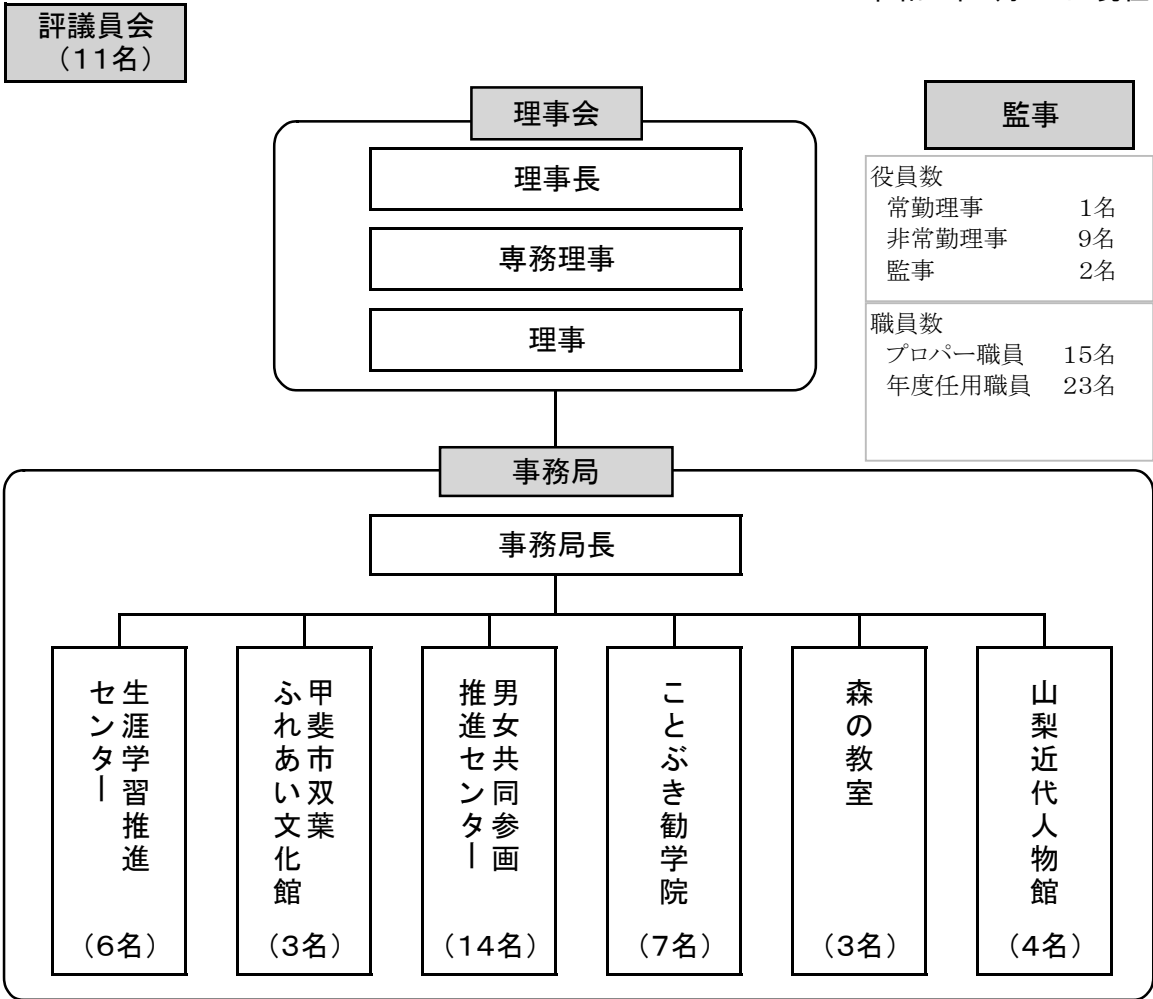 評議員会
（11名）
理事会
理事長
専務理事
理事
監事
役員数
常勤理事 1名
非常勤理事 9名
監事 2名
職員数
プロパー職員 15名
年度任用職員 23名
事務局
事務局長
生涯学習推進
センター
（6名）
甲斐市双葉
ふれあい文化館
（3名）
男女共同参画
推進センター
（14名）
ことぶき勧学院
（7名）
森の教室
（3名）
山梨近代人物館
（4名）